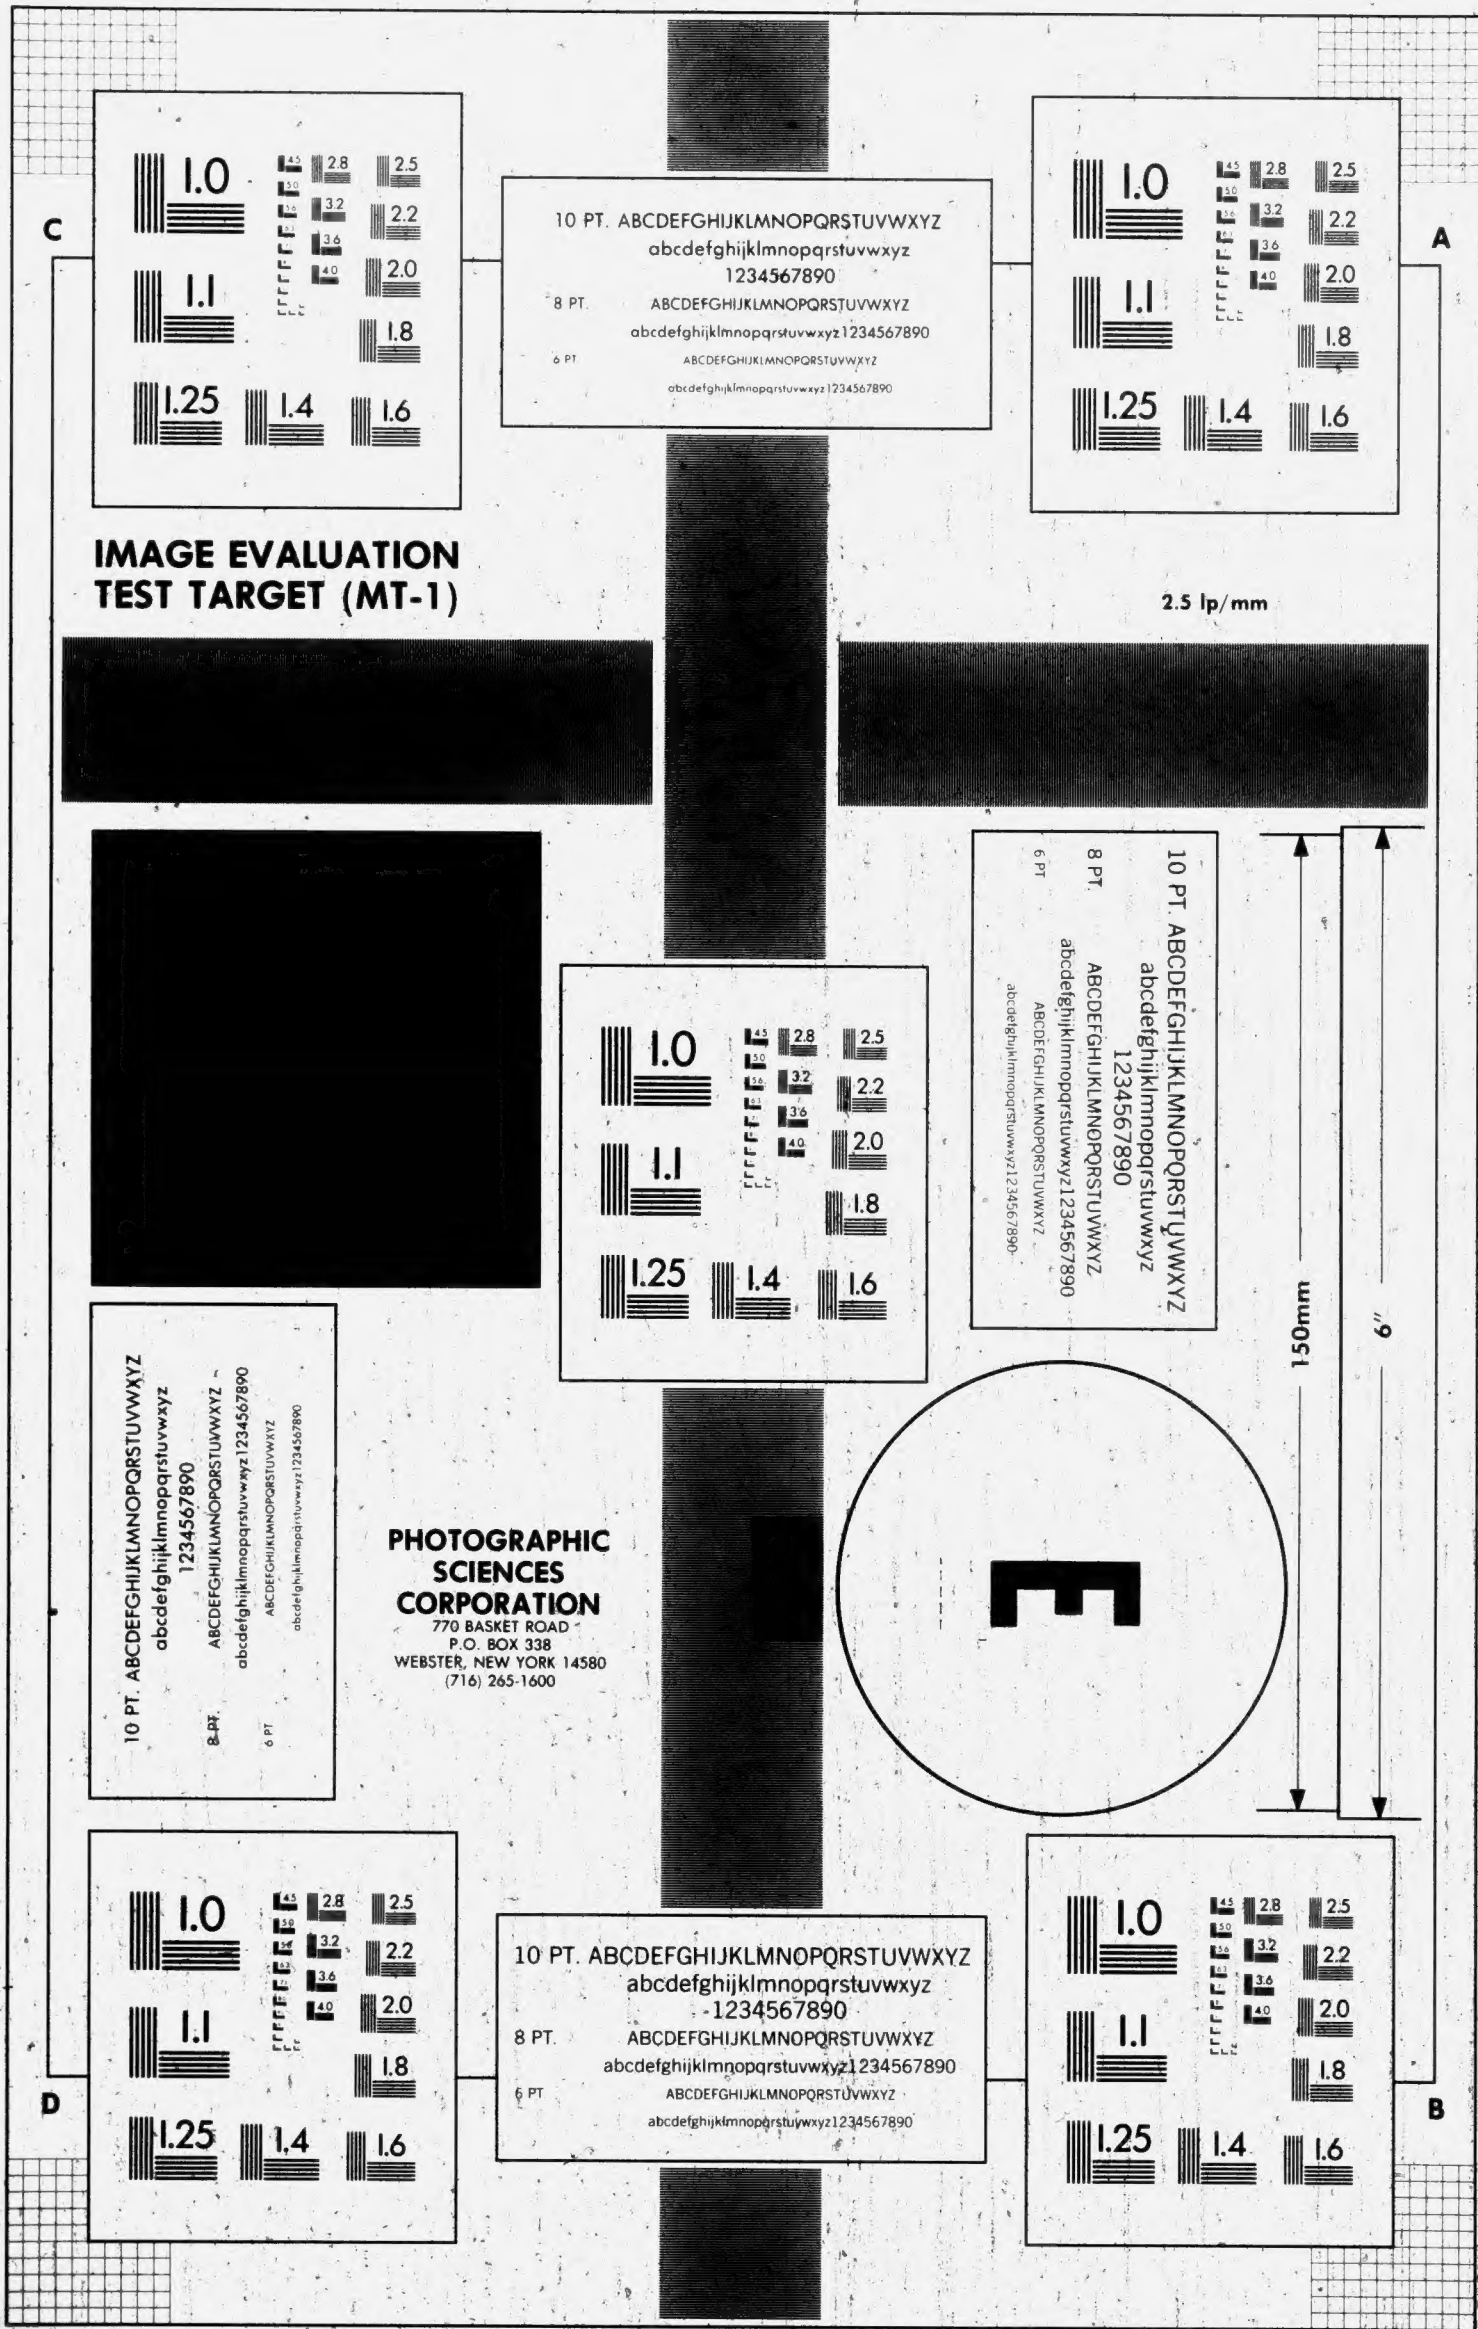 C
1.0
1.1
1.25
1.4
1.6
1.8
2.0
2.2
2.5
2.8
3.2
3.6
4.0
4.5
5.0
5.6
10 PT. ABCDEFGHIJKLMNOPQRSTUVWXYZ
abcdefghijklmnopqrstuvwxyz
1234567890
8 PT. ABCDEFGHIJKLMNOPQRSTUVWXYZ
abcdefghijklmnopqrstuvwxyz1234567890
6 PT ABCDEFGHIJKLMNOPQRSTUVWXYZ
abcdefghijklmnopqrstuvwxyz1234567890
A
1.0
1.1
1.25
1.4
1.6
1.8
2.0
2.2
2.5
2.8
3.2
3.6
4.0
4.5
5.0
5.6
IMAGE EVALUATION
TEST TARGET (MT-1)
2.5 lp/mm
1.0
1.1
1.25
1.4
1.6
1.8
2.0
2.2
2.5
2.8
3.2
3.6
4.0
4.5
5.0
5.6
6.3
10 PT. ABCDEFGHIJKLMNOPQRSTUVWXYZ
abcdefghijklmnopqrstuvwxyz
1234567890
8 PT. ABCDEFGHIJKLMNOPQRSTUVWXYZ
abcdefghijklmnopqrstuvwxyz1234567890
6 PT ABCDEFGHIJKLMNOPQRSTUVWXYZ
abcdefghijklmnopqrstuvwxyz1234567890
150mm
6"
10 PT. ABCDEFGHIJKLMNOPQRSTUVWXYZ
abcdefghijklmnopqrstuvwxyz
1234567890
8 PT. ABCDEFGHIJKLMNOPQRSTUVWXYZ
abcdefghijklmnopqrstuvwxyz1234567890
6 PT ABCDEFGHIJKLMNOPQRSTUVWXYZ
abcdefghijklmnopqrstuvwxyz1234567890
PHOTOGRAPHIC
SCIENCES
CORPORATION
770 BASKET ROAD
P.O. BOX 338
WEBSTER, NEW YORK 14580
(716) 265-1600
E
D
1.0
1.1
1.25
1.4
1.6
1.8
2.0
2.2
2.5
2.8
3.2
3.6
4.0
4.5
5.0
5.6
6.3
10 PT. ABCDEFGHIJKLMNOPQRSTUVWXYZ
abcdefghijklmnopqrstuvwxyz
1234567890
8 PT. ABCDEFGHIJKLMNOPQRSTUVWXYZ
abcdefghijklmnopqrstuvwxyz1234567890
6 PT ABCDEFGHIJKLMNOPQRSTUVWXYZ
abcdefghijklmnopqrstuvwxyz1234567890
1.0
1.1
1.25
1.4
1.6
1.8
2.0
2.2
2.5
2.8
3.2
3.6
4.0
4.5
5.0
5.6
6.3
B